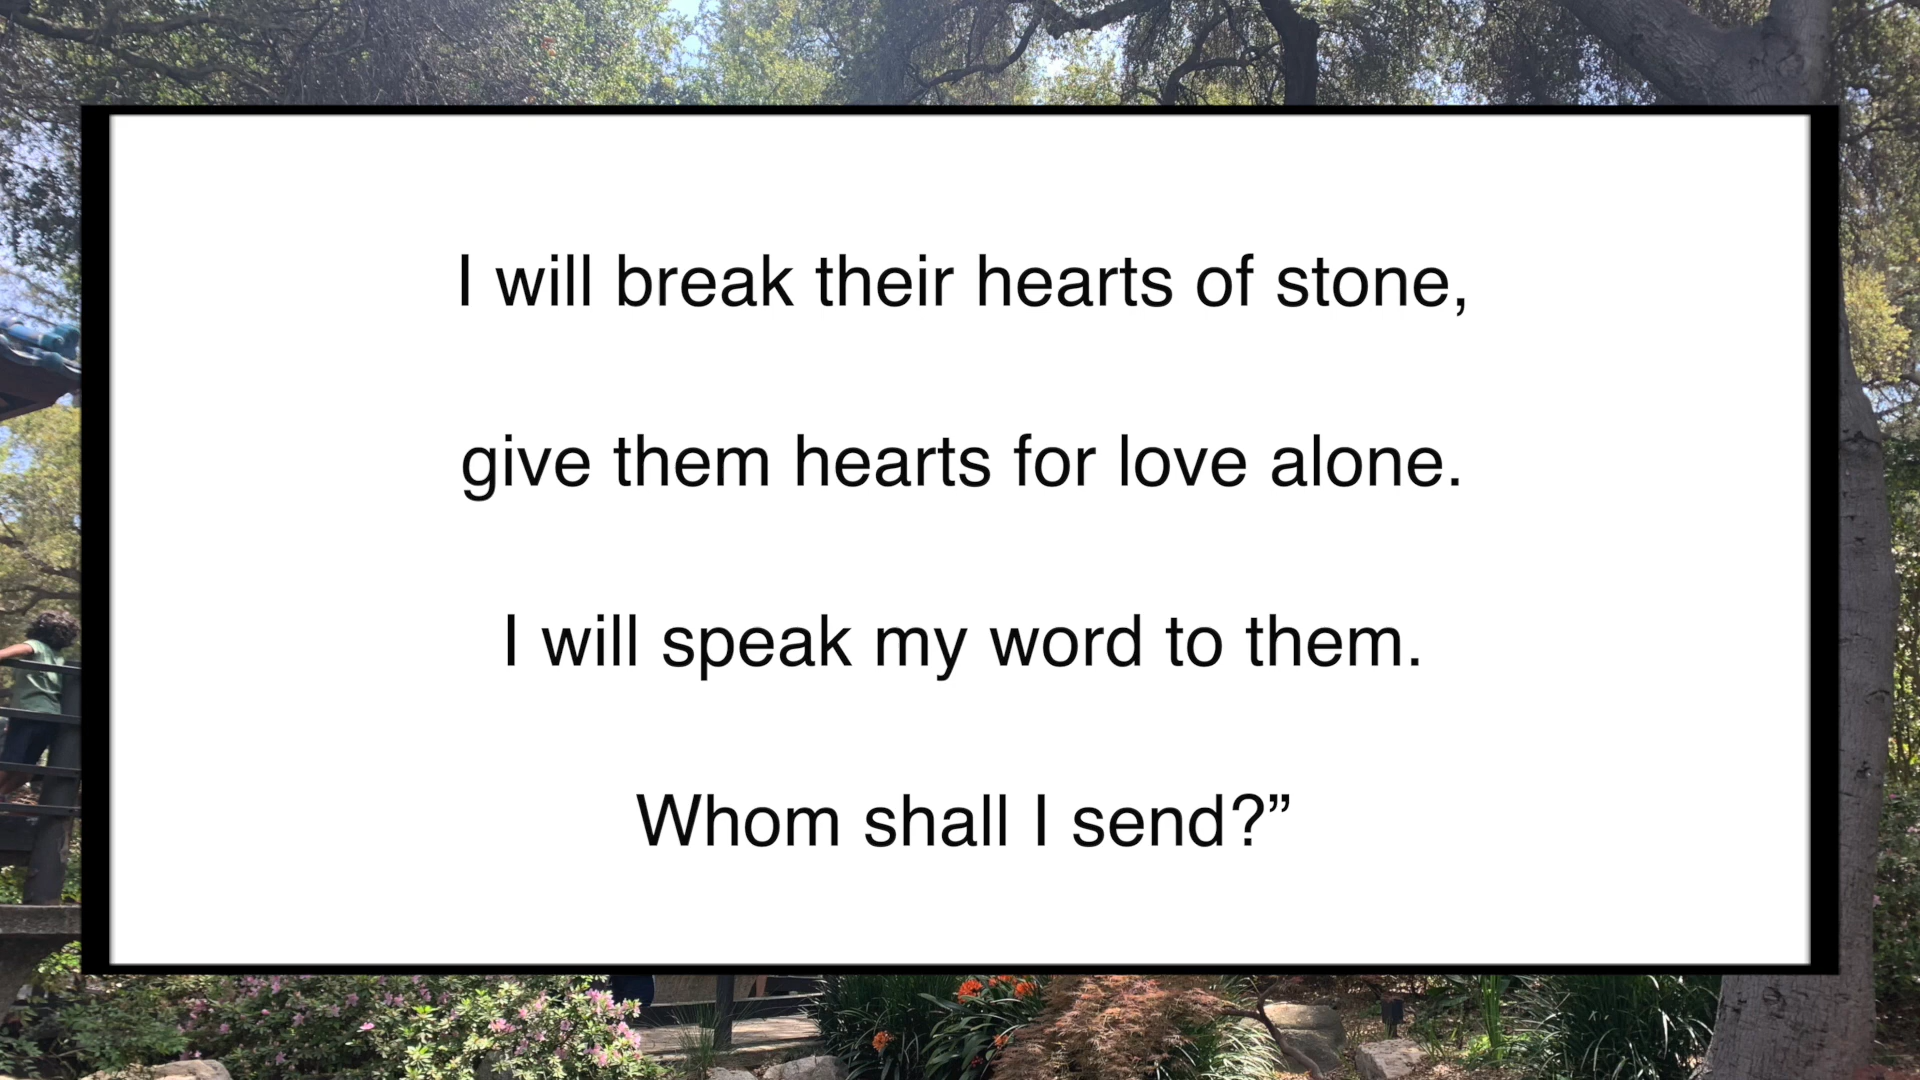 I will break their hearts of stone,
give them hearts for love alone.
I will speak my word to them.
Whom shall I send?”